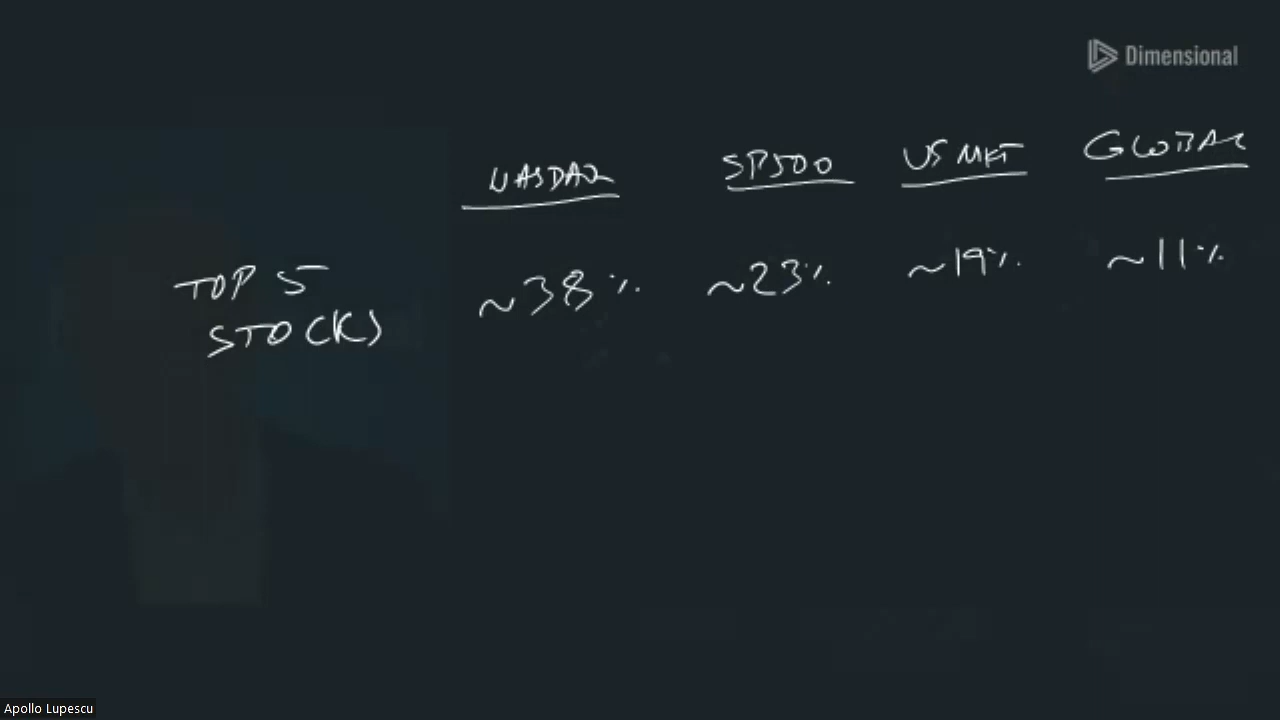 Dimensional
NASDAQ SP500 US MKT GLOBAL
TOP 5 ~38% ~23% ~19% ~11%
STOCKS
Apollo Lupescu